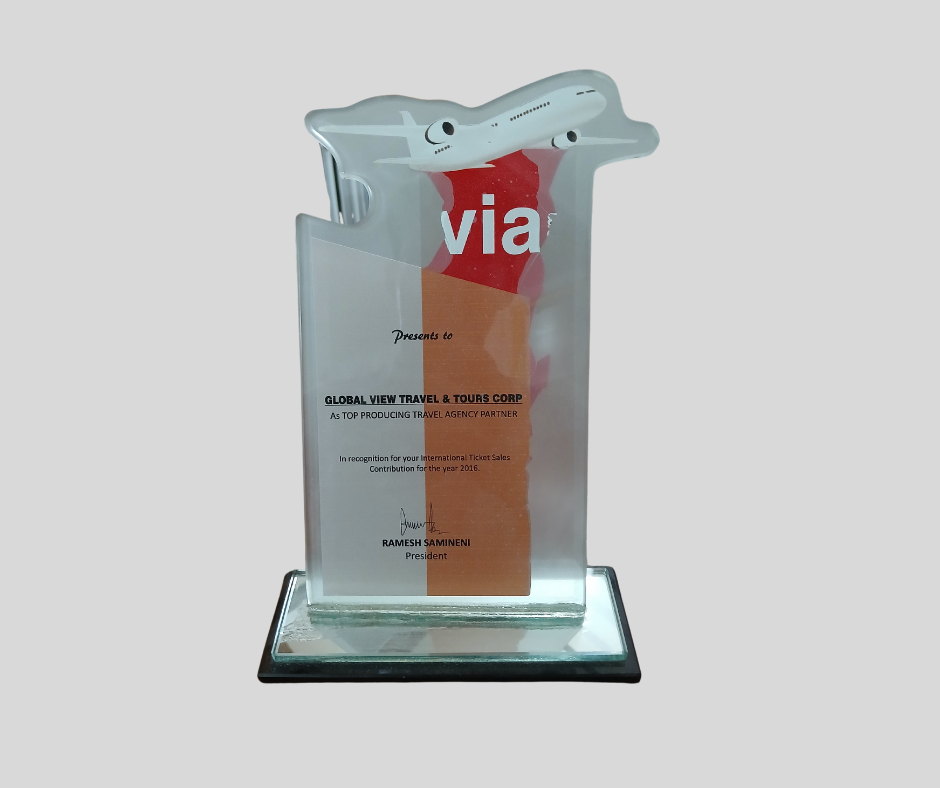 via
Presents to
GLOBAL VIEW TRAVEL & TOURS CORP
As TOP PRODUCING TRAVEL AGENCY PARTNER
In recognition for your International Ticket Sales
Contribution for the year 2016.
RAMESH SAMINENI
President